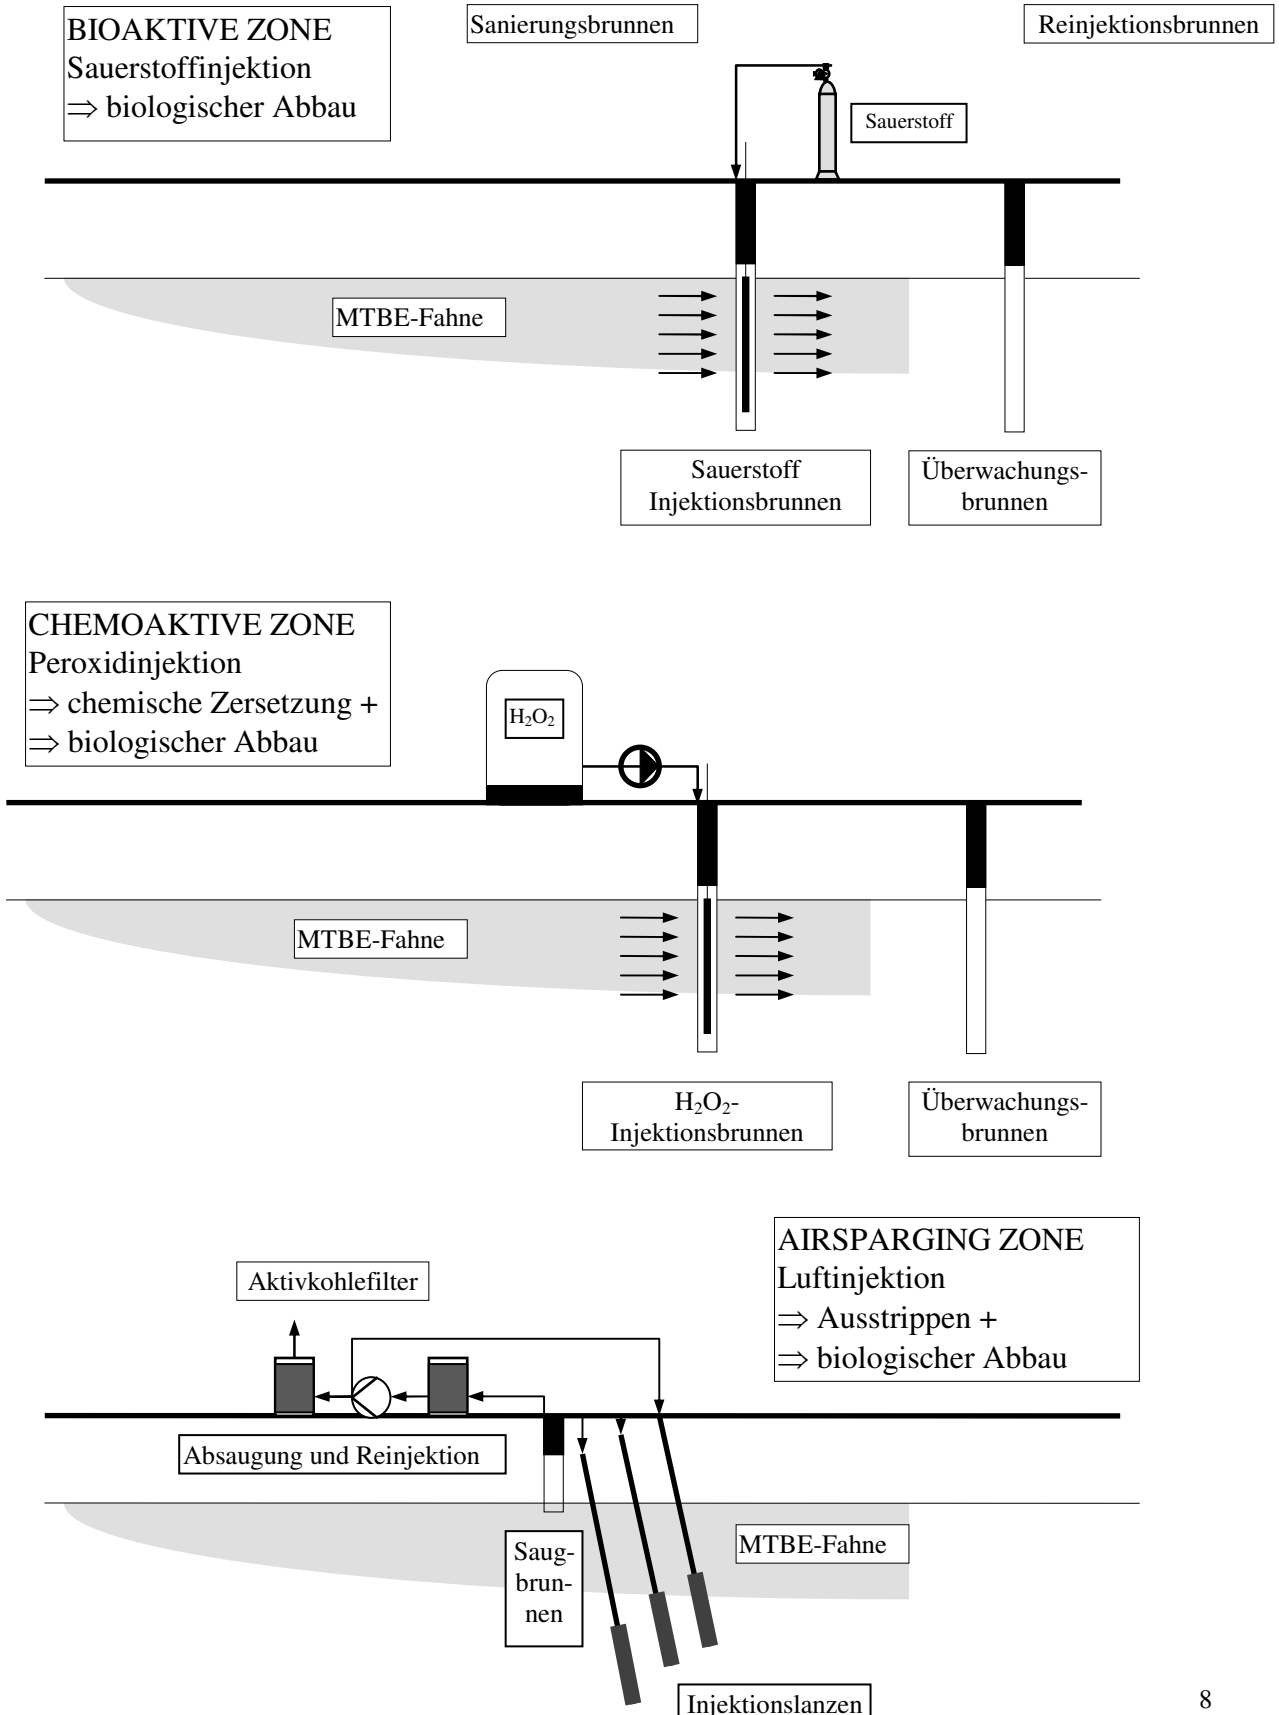 Sanierungsbrunnen
Reinjektionsbrunnen
BIOAKTIVE ZONE
Sauerstoffinjektion
⇒ biologischer Abbau
Sauerstoff
MTBE-Fahne
Sauerstoff
Injektionsbrunnen
Überwachungs-
brunnen
CHEMOAKTIVE ZONE
Peroxidinjektion
⇒ chemische Zersetzung +
⇒ biologischer Abbau
H₂O₂
MTBE-Fahne
H₂O₂-
Injektionsbrunnen
Überwachungs-
brunnen
AIRSPARGING ZONE
Luftinjektion
⇒ Ausstrippen +
⇒ biologischer Abbau
Aktivkohlefilter
Absaugung und Reinjektion
Saug-
brun-
nen
MTBE-Fahne
Injektionslanzen
8